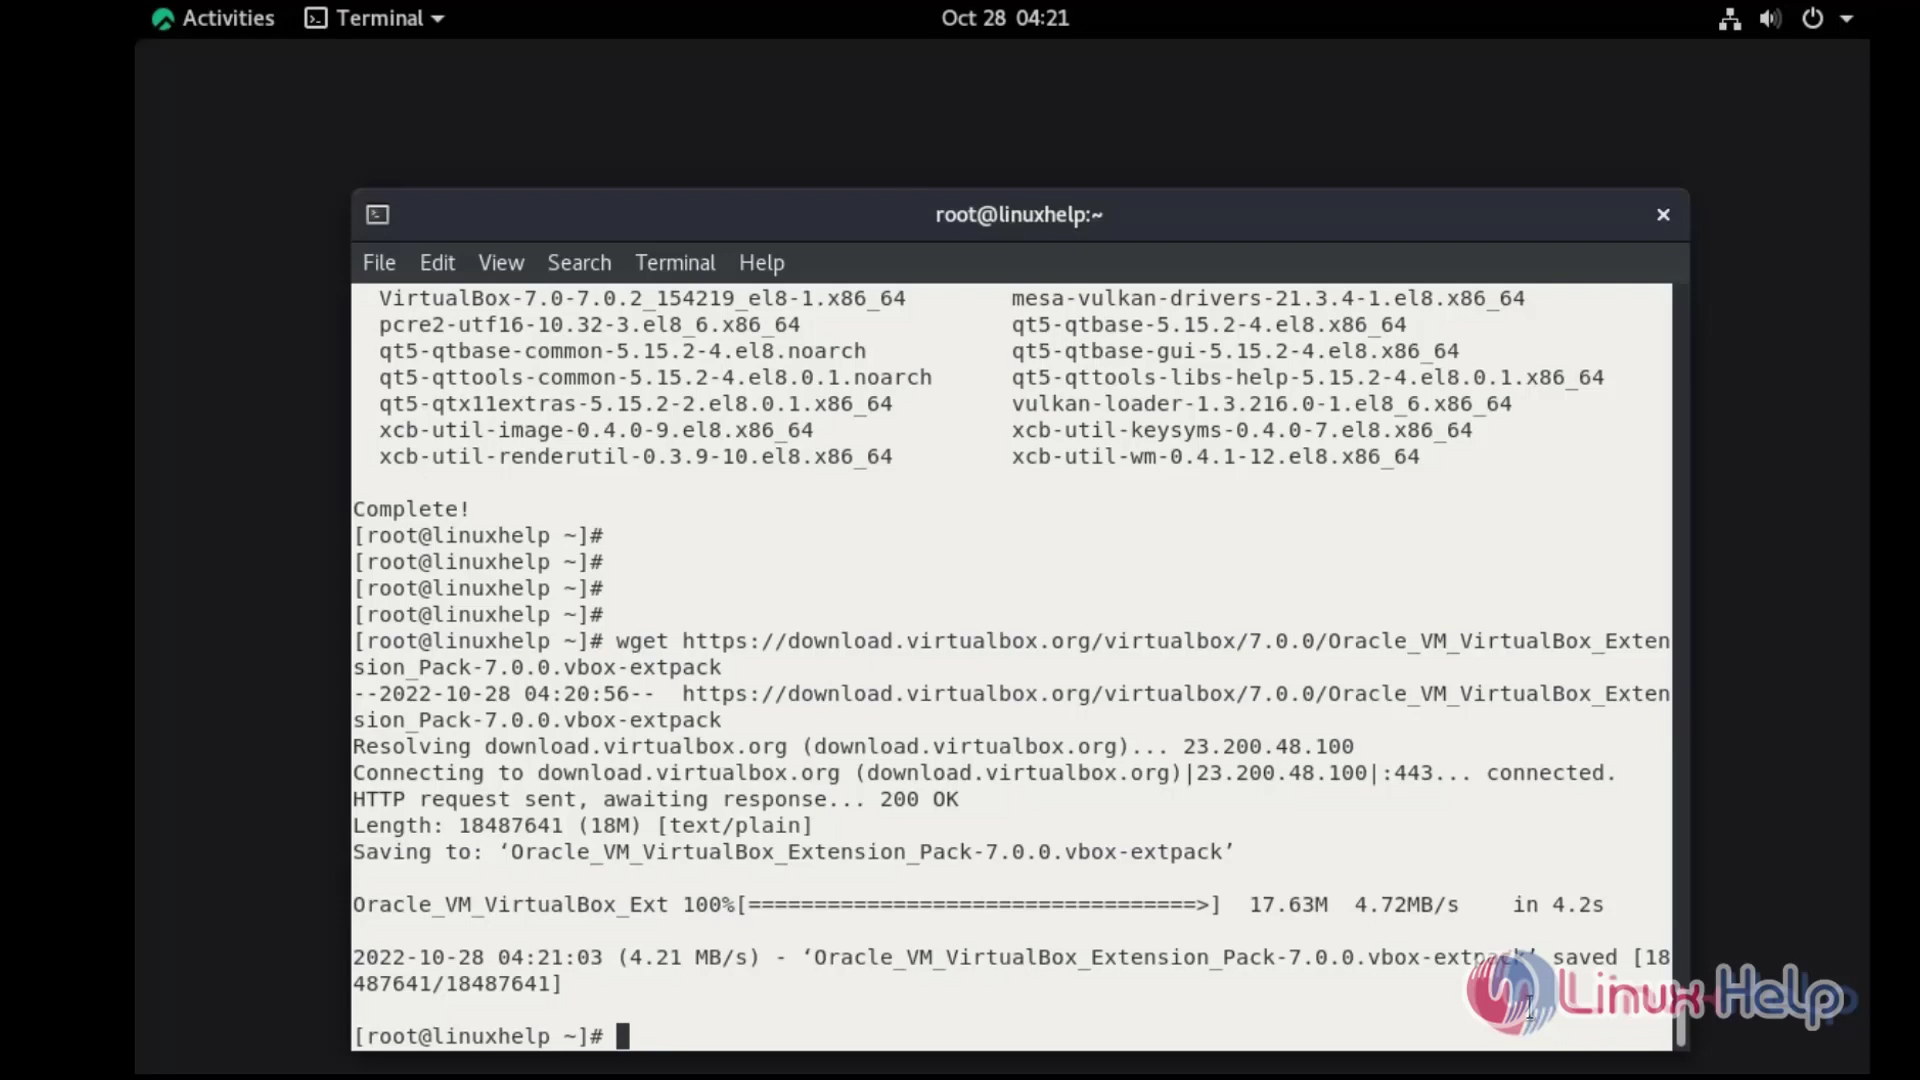 Activities Terminal Oct 28 04:21
root@linuxhelp:~
File Edit View Search Terminal Help
VirtualBox-7.0-7.0.2_154219_el8-1.x86_64 mesa-vulkan-drivers-21.3.4-1.el8.x86_64
pcre2-utf16-10.32-3.el8_6.x86_64 qt5-qtbase-5.15.2-4.el8.x86_64
qt5-qtbase-common-5.15.2-4.el8.noarch qt5-qtbase-gui-5.15.2-4.el8.x86_64
qt5-qttools-common-5.15.2-4.el8.0.1.noarch qt5-qttools-libs-help-5.15.2-4.el8.0.1.x86_64
qt5-qtx11extras-5.15.2-2.el8.0.1.x86_64 vulkan-loader-1.3.216.0-1.el8_6.x86_64
xcb-util-image-0.4.0-9.el8.x86_64 xcb-util-keysyms-0.4.0-7.el8.x86_64
xcb-util-renderutil-0.3.9-10.el8.x86_64 xcb-util-wm-0.4.1-12.el8.x86_64
Complete!
[root@linuxhelp ~]#
[root@linuxhelp ~]#
[root@linuxhelp ~]#
[root@linuxhelp ~]#
[root@linuxhelp ~]# wget https://download.virtualbox.org/virtualbox/7.0.0/Oracle_VM_VirtualBox_Exten
sion_Pack-7.0.0.vbox-extpack
--2022-10-28 04:20:56-- https://download.virtualbox.org/virtualbox/7.0.0/Oracle_VM_VirtualBox_Exten
sion_Pack-7.0.0.vbox-extpack
Resolving download.virtualbox.org (download.virtualbox.org)... 23.200.48.100
Connecting to download.virtualbox.org (download.virtualbox.org)|23.200.48.100|:443... connected.
HTTP request sent, awaiting response... 200 OK
Length: 18487641 (18M) [text/plain]
Saving to: ‘Oracle_VM_VirtualBox_Extension_Pack-7.0.0.vbox-extpack’
Oracle_VM_VirtualBox_Ext 100%[==================================>] 17.63M 4.72MB/s in 4.2s
2022-10-28 04:21:03 (4.21 MB/s) - ‘Oracle_VM_VirtualBox_Extension_Pack-7.0.0.vbox-extpack’ saved [18
487641/18487641]
Linux Help
[root@linuxhelp ~]#